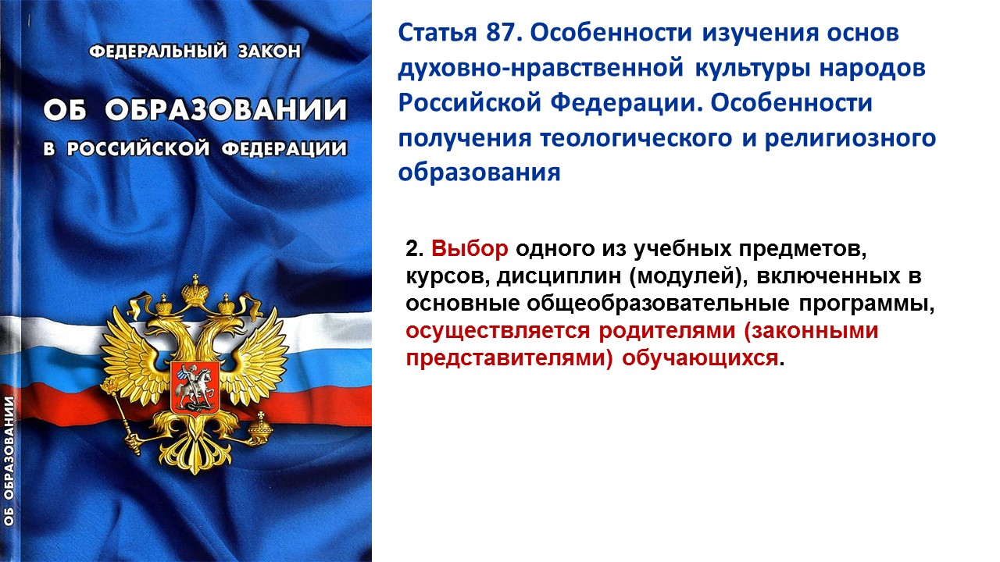 ФЕДЕРАЛЬНЫЙ ЗАКОН
ОБ ОБРАЗОВАНИИ
В РОССИЙСКОЙ ФЕДЕРАЦИИ
ОБ ОБРАЗОВАНИИ
Статья 87. Особенности изучения основ
духовно-нравственной культуры народов
Российской Федерации. Особенности
получения теологического и религиозного
образования
2. Выбор одного из учебных предметов,
курсов, дисциплин (модулей), включенных в
основные общеобразовательные программы,
осуществляется родителями (законными
представителями) обучающихся.